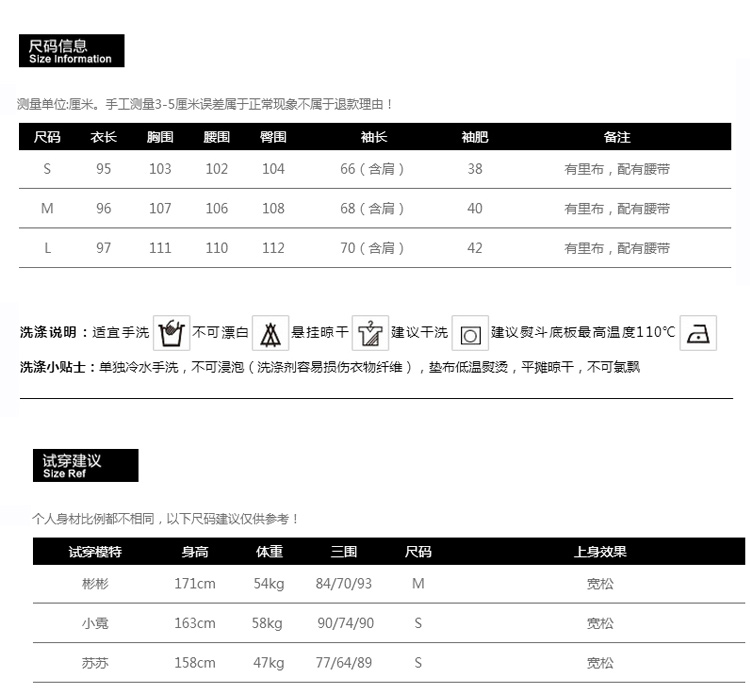 尺码信息
Size Information
测量单位:厘米。手工测量3-5厘米误差属于正常现象不属于退款理由！
尺码 衣长 胸围 腰围 臀围 袖长 袖肥 备注
S 95 103 102 104 66（含肩） 38 有里布，配有腰带
M 96 107 106 108 68（含肩） 40 有里布，配有腰带
L 97 111 110 112 70（含肩） 42 有里布，配有腰带
洗涤说明：适宜手洗 不可漂白 悬挂晾干 建议干洗 建议熨斗底板最高温度110℃
洗涤小贴士：单独冷水手洗，不可浸泡（洗涤剂容易损伤衣物纤维），垫布低温熨烫，平摊晾干，不可氯飘
试穿建议
Size Ref
个人身材比例都不相同，以下尺码建议仅供参考！
试穿模特 身高 体重 三围 尺码 上身效果
彬彬 171cm 54kg 84/70/93 M 宽松
小霓 163cm 58kg 90/74/90 S 宽松
苏苏 158cm 47kg 77/64/89 S 宽松